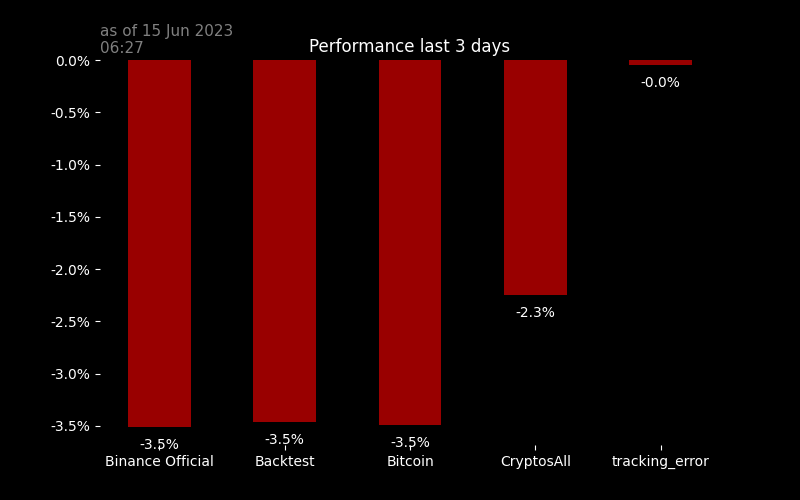 as of 15 Jun 2023
06:27
Performance last 3 days
0.0%
-0.5%
-1.0%
-1.5%
-2.0%
-2.5%
-3.0%
-3.5%
-3.5%
-3.5%
-3.5%
-2.3%
-0.0%
Binance Official
Backtest
Bitcoin
CryptosAll
tracking_error